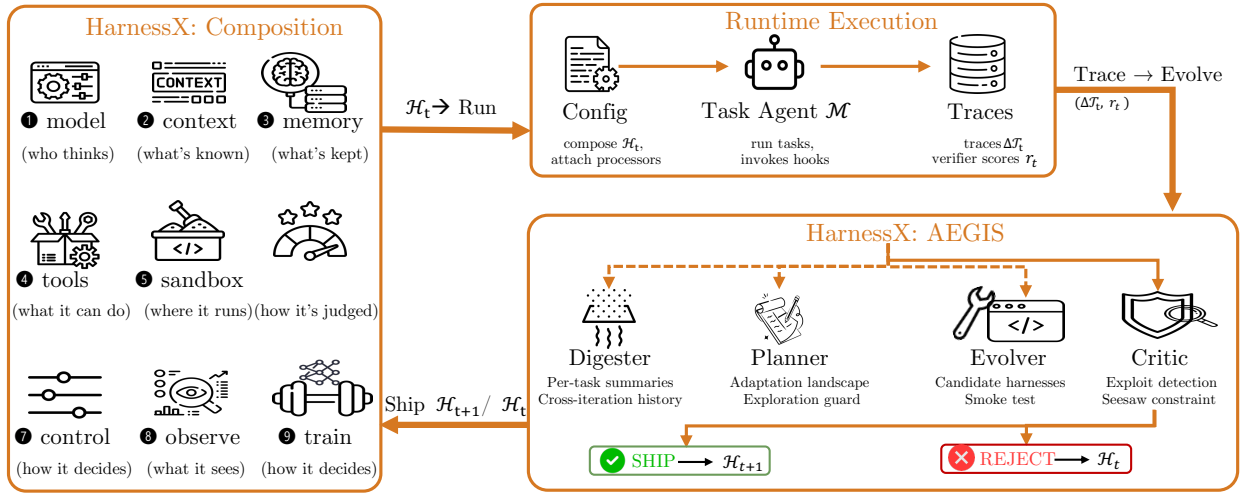 HarnessX: Composition
CONTEXT
❶ model
❷ context
❸ memory
(who thinks)
(what's known)
(what's kept)
</>
❹ tools
❺ sandbox
(what it can do)
(where it runs)
(how it's judged)
❼ control
❽ observe
❾ train
(how it decides)
(what it sees)
(how it decides)
ℋt→ Run
Runtime Execution
Config
Task Agent ℳ
Traces
compose ℋt,
attach processors
run tasks,
invokes hooks
traces Δ𝒯t
verifier scores rt
Trace → Evolve
(Δ𝒯t, rt )
HarnessX: AEGIS
</>
Digester
Planner
Evolver
Critic
Per-task summaries
Cross-iteration history
Adaptation landscape
Exploration guard
Candidate harnesses
Smoke test
Exploit detection
Seesaw constraint
SHIP → ℋt+1
REJECT → ℋt
Ship ℋt+1/ ℋt